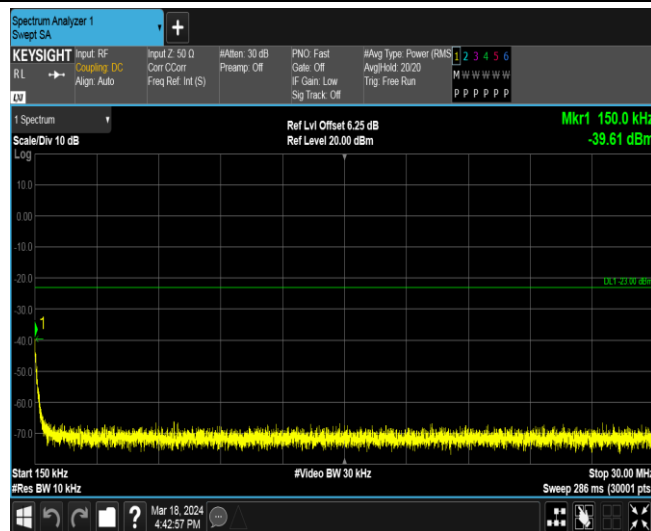 Spectrum Analyzer 1
Swept SA
+
KEYSIGHT
RL
LXI
Input: RF
Coupling: DC
Align: Auto
Input Z: 50 Ω
Corr CCorr
Freq Ref: Int (S)
#Atten: 30 dB
Preamp: Off
PNO: Fast
Gate: Off
IF Gain: Low
Sig Track: Off
#Avg Type: Power (RMS
Avg|Hold: 20/20
Trig: Free Run
1 2 3 4 5 6
M W W W W W
P P P P P P
1 Spectrum
Scale/Div 10 dB
Ref Lvl Offset 6.25 dB
Ref Level 20.00 dBm
Mkr1 150.0 kHz
-39.61 dBm
Log
10.0
0.00
-10.0
-20.0
DL1 -23.00 dBm
-30.0
1
-40.0
-50.0
-60.0
-70.0
Start 150 kHz
#Video BW 30 kHz
Stop 30.00 MHz
#Res BW 10 kHz
Sweep 286 ms (30001 pts
?
Mar 18, 2024
4:42:57 PM